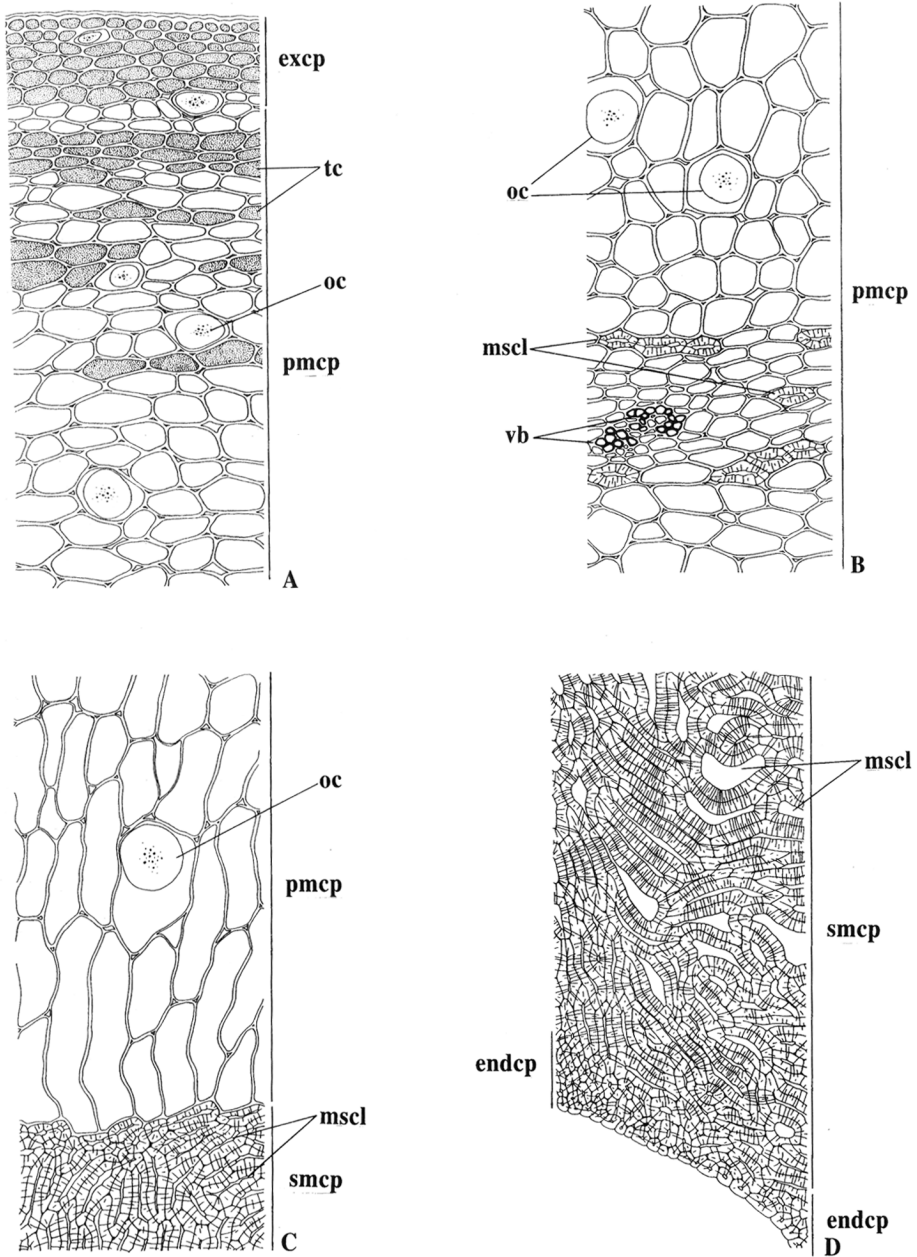 excp
tc
oc
pmcp
A
oc
pmcp
mscl
vb
B
oc
pmcp
mscl
smcp
C
mscl
smcp
endcp
endcp
D